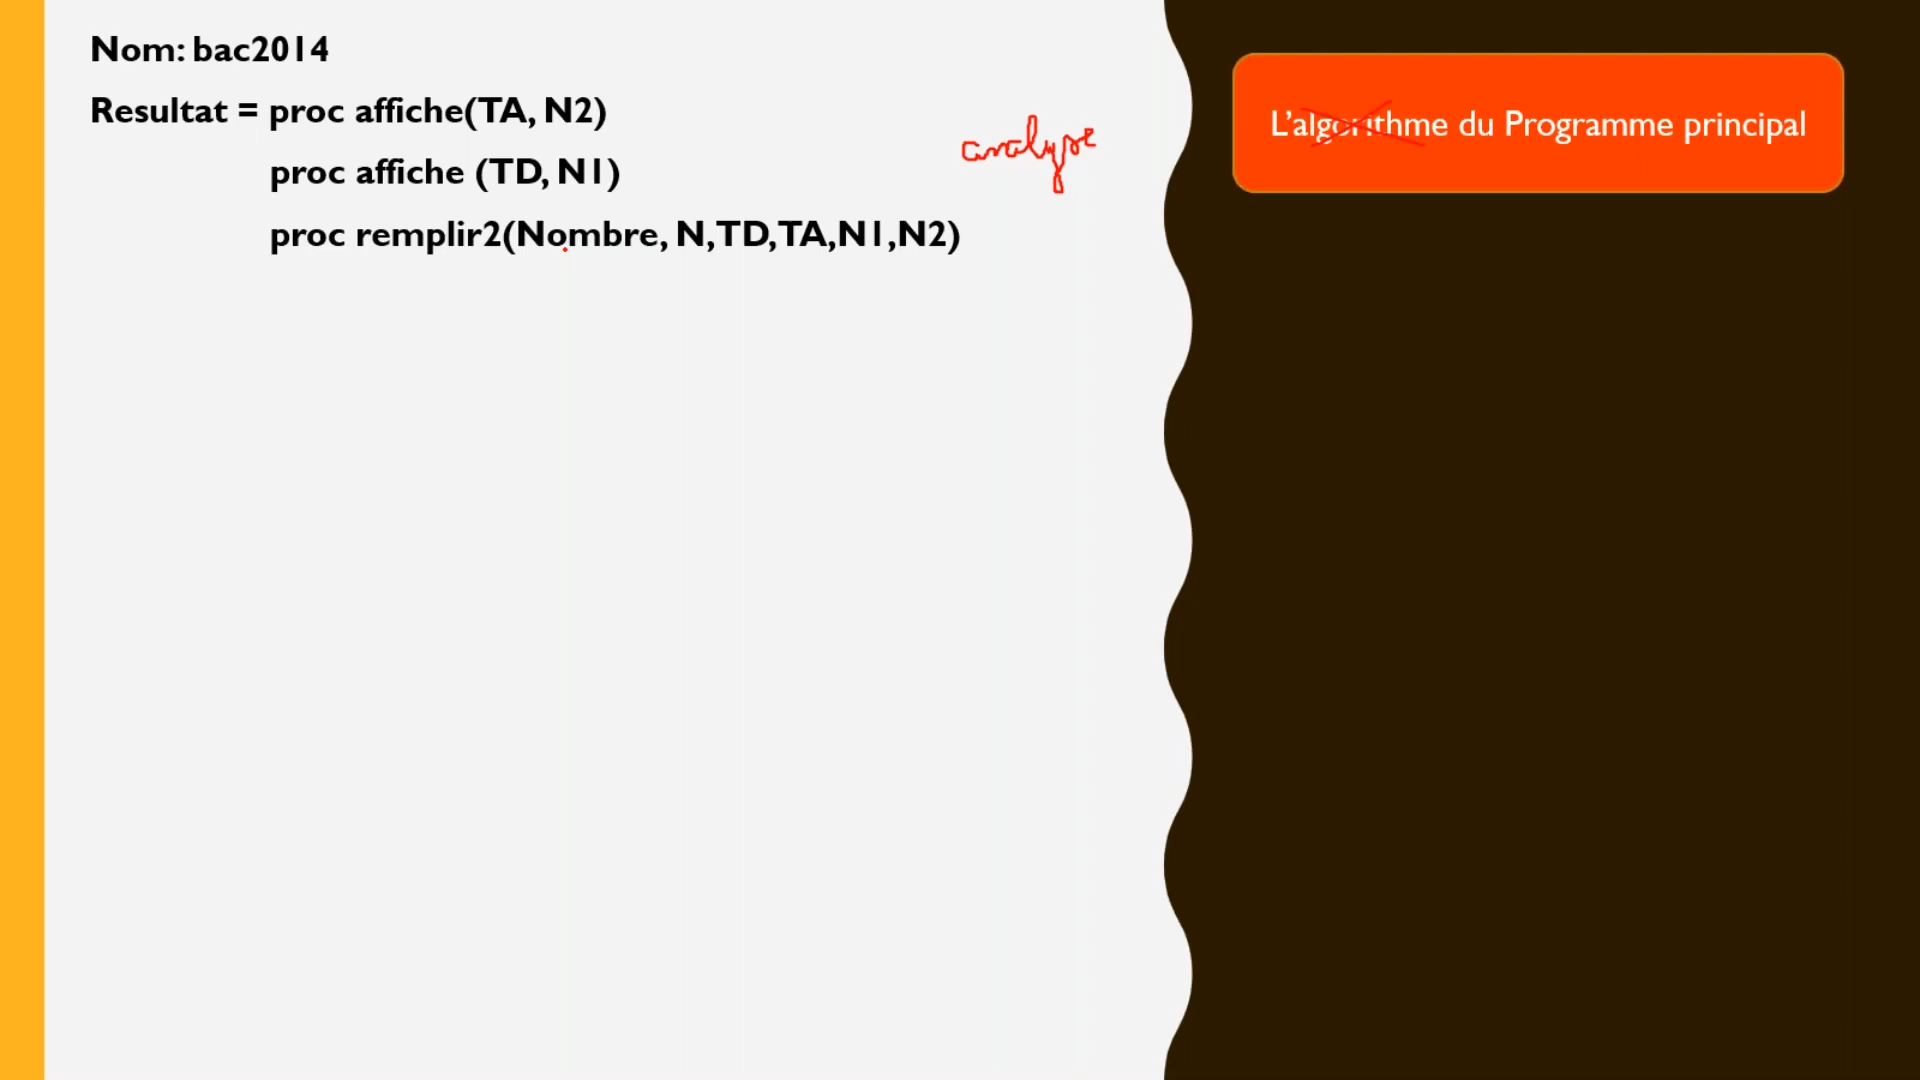 Nom: bac2014
Resultat = proc affiche(TA, N2)
proc affiche (TD, N1)
proc remplir2(Nombre, N,TD,TA,N1,N2)
analyse
L'algorithme du Programme principal